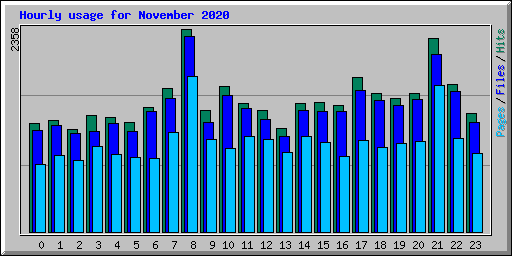 Hourly usage for November 2020
2358
Pages / Files / Hits
0 1 2 3 4 5 6 7 8 9 10 11 12 13 14 15 16 17 18 19 20 21 22 23